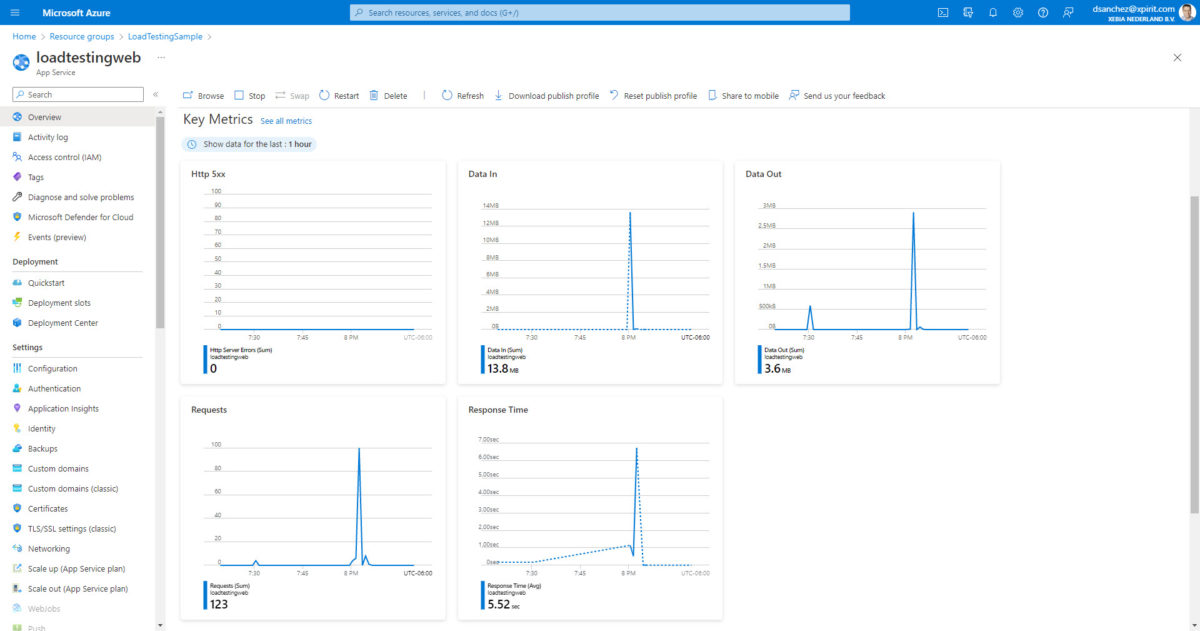 Microsoft Azure
Search resources, services, and docs (G+/)
dsanchez@xpirit.com
XEBIA NEDERLAND B.V.
Home > Resource groups > LoadTestingSample >
loadtestingweb ...
App Service
Search
«
Browse Stop Swap Restart Delete Refresh Download publish profile Reset publish profile Share to mobile Send us your feedback
Overview
Activity log
Access control (IAM)
Tags
Diagnose and solve problems
Microsoft Defender for Cloud
Events (preview)
Deployment
Quickstart
Deployment slots
Deployment Center
Settings
Configuration
Authentication
Application Insights
Identity
Backups
Custom domains
Custom domains (classic)
Certificates
TLS/SSL settings (classic)
Networking
Scale up (App Service plan)
Scale out (App Service plan)
WebJobs
Push
Key Metrics See all metrics
Show data for the last : 1 hour
Http 5xx
100
90
80
70
60
50
40
30
20
10
0
7:30 7:45 8 PM UTC-06:00
Http Server Errors (Sum)
loadtestingweb
0
Data In
14MB
12MB
10MB
8MB
6MB
4MB
2MB
0B
7:30 7:45 8 PM UTC-06:00
Data In (Sum)
loadtestingweb
13.8 MB
Data Out
3MB
2.5MB
2MB
1.5MB
1MB
500kB
0B
7:30 7:45 8 PM UTC-06:00
Data Out (Sum)
loadtestingweb
3.6 MB
Requests
100
80
60
40
20
0
7:30 7:45 8 PM UTC-06:00
Requests (Sum)
loadtestingweb
123
Response Time
7.00sec
6.00sec
5.00sec
4.00sec
3.00sec
2.00sec
1.00sec
0sec
7:30 7:45 8 PM UTC-06:00
Response Time (Avg)
loadtestingweb
5.52 sec